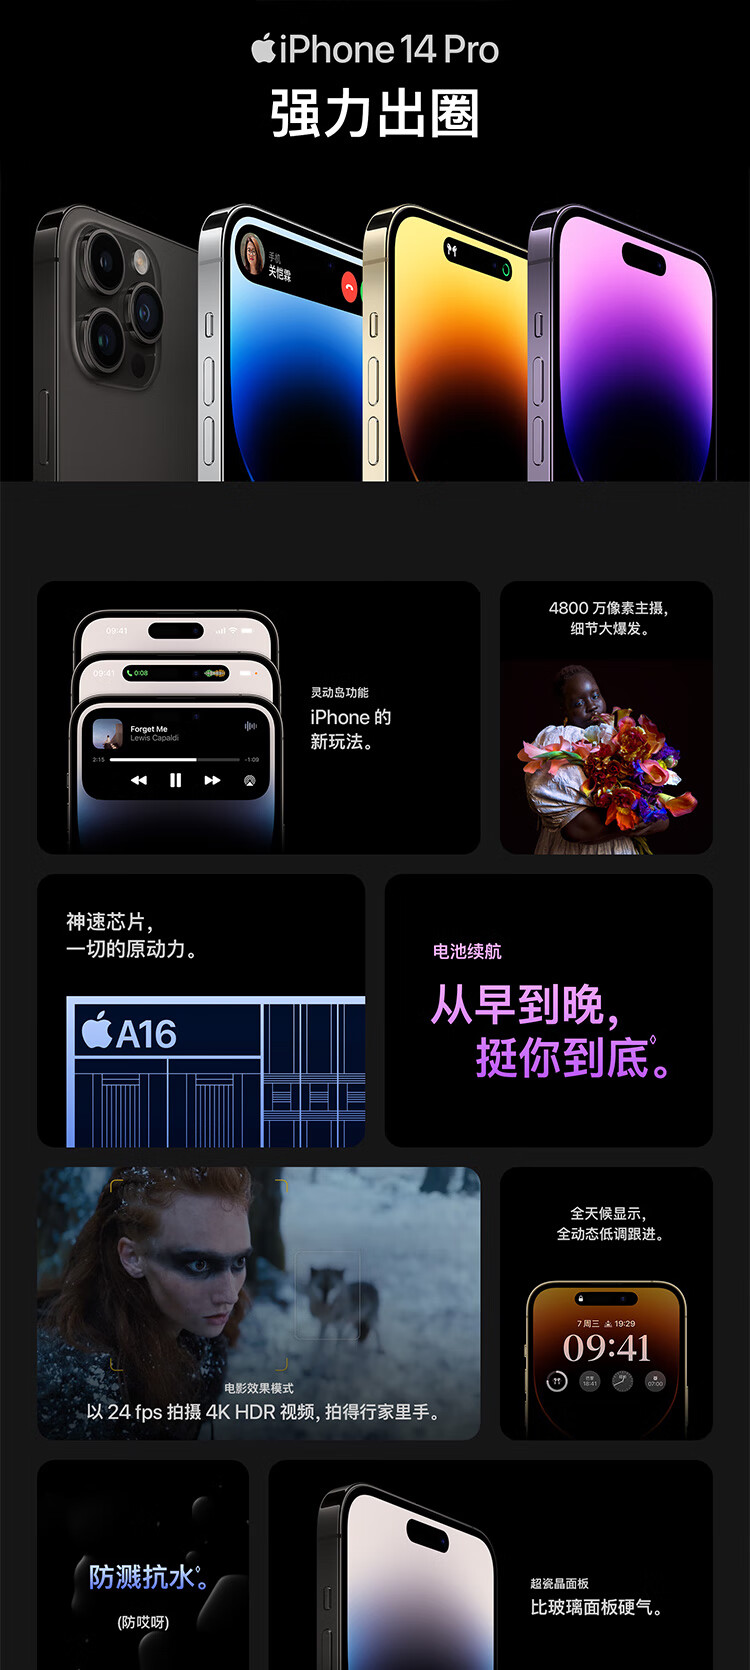 iPhone 14 Pro
强力出圈
手机
关恺霖
09:41
09:41
0:08
Forget Me
Lewis Capaldi
2:15
-1:09
灵动岛功能
iPhone 的
新玩法。
4800 万像素主摄,
细节大爆发。
神速芯片,
一切的原动力。
A16
电池续航
从早到晚,
挺你到底◊。
电影效果模式
以 24 fps 拍摄 4K HDR 视频, 拍得行家里手。
全天候显示,
全动态低调跟进。
7 周三 19:29
09:41
18:41
07:00
防溅抗水◊。
(防哎呀)
超瓷晶面板
比玻璃面板硬气。